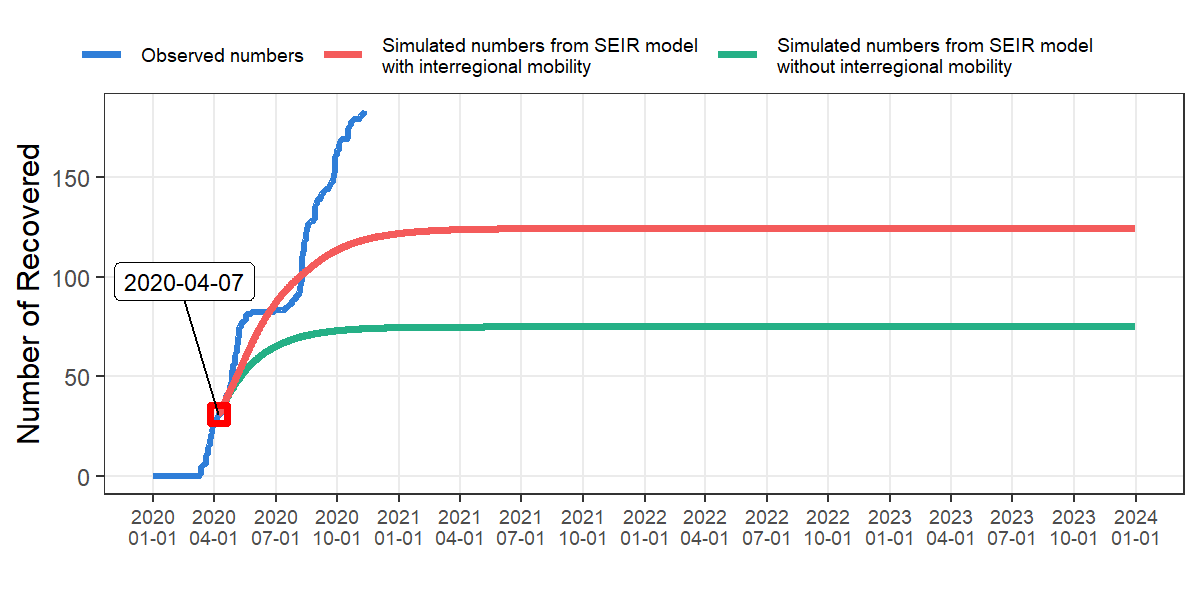 Observed numbers
Simulated numbers from SEIR model
with interregional mobility
Simulated numbers from SEIR model
without interregional mobility
Number of Recovered
150
100
50
0
2020-04-07
2020 2020 2020 2020 2021 2021 2021 2021 2022 2022 2022 2022 2023 2023 2023 2023 2024
01-01 04-01 07-01 10-01 01-01 04-01 07-01 10-01 01-01 04-01 07-01 10-01 01-01 04-01 07-01 10-01 01-01